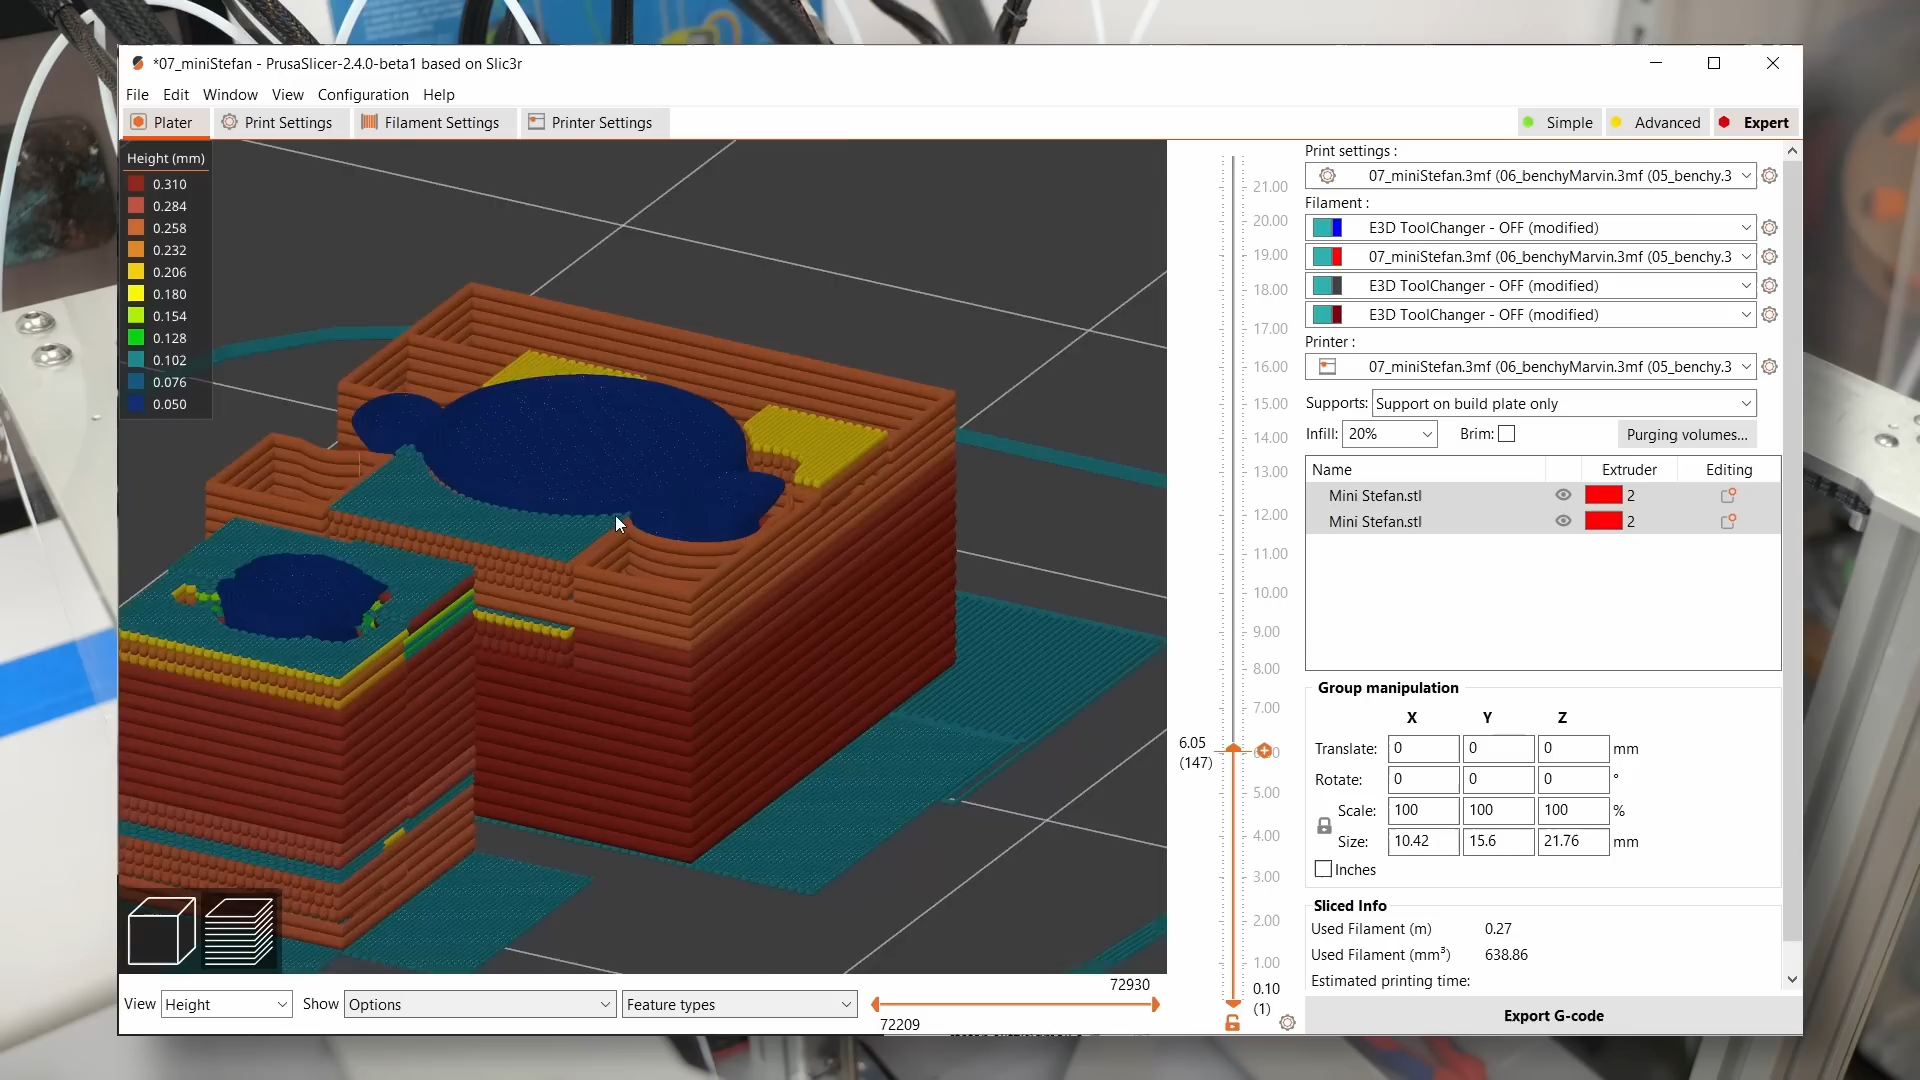 *07_miniStefan - PrusaSlicer-2.4.0-beta1 based on Slic3r
File Edit Window View Configuration Help
Plater Print Settings Filament Settings Printer Settings Simple Advanced Expert
Height (mm)
0.310
0.284
0.258
0.232
0.206
0.180
0.154
0.128
0.102
0.076
0.050
21.00
20.00
19.00
18.00
17.00
16.00
15.00
14.00
13.00
12.00
11.00
10.00
9.00
8.00
7.00
6.05
(147)
5.00
4.00
3.00
2.00
1.00
0.10
(1)
Print settings :
07_miniStefan.3mf (06_benchyMarvin.3mf (05_benchy.3
Filament :
E3D ToolChanger - OFF (modified)
07_miniStefan.3mf (06_benchyMarvin.3mf (05_benchy.3
E3D ToolChanger - OFF (modified)
E3D ToolChanger - OFF (modified)
Printer :
07_miniStefan.3mf (06_benchyMarvin.3mf (05_benchy.3
Supports: Support on build plate only
Infill: 20% Brim: Purging volumes...
Name Extruder Editing
Mini Stefan.stl 2
Mini Stefan.stl 2
Group manipulation
X Y Z
Translate: 0 0 0 mm
Rotate: 0 0 0 °
Scale: 100 100 100 %
Size: 10.42 15.6 21.76 mm
Inches
Sliced Info
Used Filament (m) 0.27
Used Filament (mm³) 638.86
Estimated printing time:
Export G-code
View Height Show Options Feature types
72930
72209